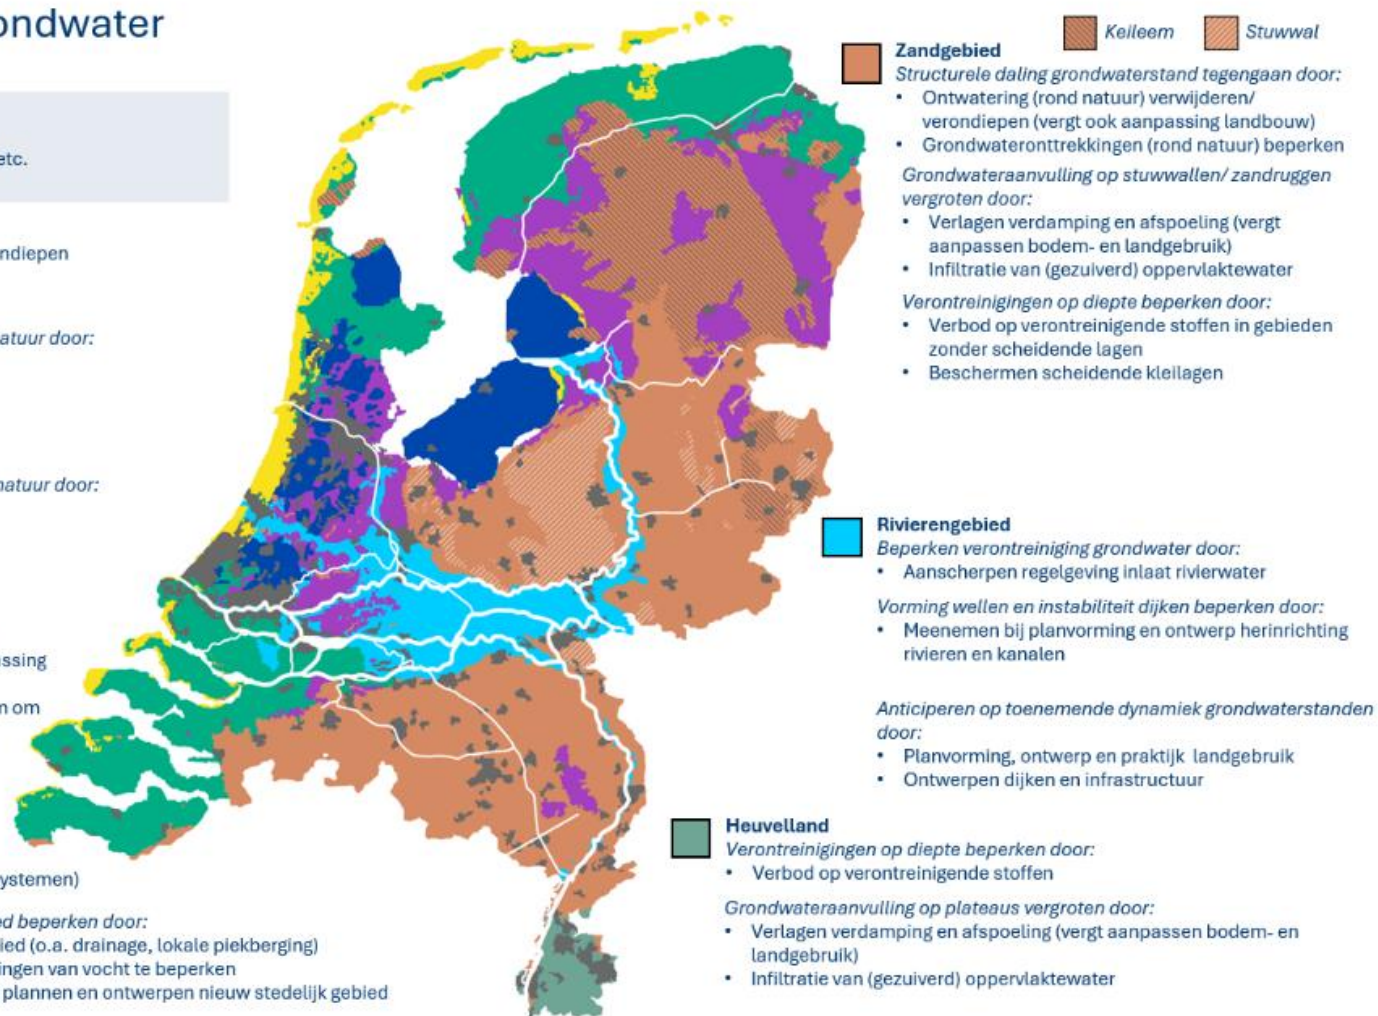 ondwater
etc.
ndiepen
atuur door:
natuur door:
ssing
n om
ystemen)
ed beperken door:
ied (o.a. drainage, lokale piekberging)
ingen van vocht te beperken
plannen en ontwerpen nieuw stedelijk gebied
Keileem
Stuwwal
Zandgebied
Structurele daling grondwaterstand tegengaan door:
• Ontwatering (rond natuur) verwijderen/
verondiepen (vergt ook aanpassing landbouw)
• Grondwateronttrekkingen (rond natuur) beperken
Grondwateraanvulling op stuwwallen/ zandruggen
vergroten door:
• Verlagen verdamping en afspoeling (vergt
aanpassen bodem- en landgebruik)
• Infiltratie van (gezuiverd) oppervlaktewater
Verontreinigingen op diepte beperken door:
• Verbod op verontreinigende stoffen in gebieden
zonder scheidende lagen
• Beschermen scheidende kleilagen
Rivierengebied
Beperken verontreiniging grondwater door:
• Aanscherpen regelgeving inlaat rivierwater
Vorming wellen en instabiliteit dijken beperken door:
• Meenemen bij planvorming en ontwerp herinrichting
rivieren en kanalen
Anticiperen op toenemende dynamiek grondwaterstanden
door:
• Planvorming, ontwerp en praktijk landgebruik
• Ontwerpen dijken en infrastructuur
Heuvelland
Verontreinigingen op diepte beperken door:
• Verbod op verontreinigende stoffen
Grondwateraanvulling op plateaus vergroten door:
• Verlagen verdamping en afspoeling (vergt aanpassen bodem- en
landgebruik)
• Infiltratie van (gezuiverd) oppervlaktewater